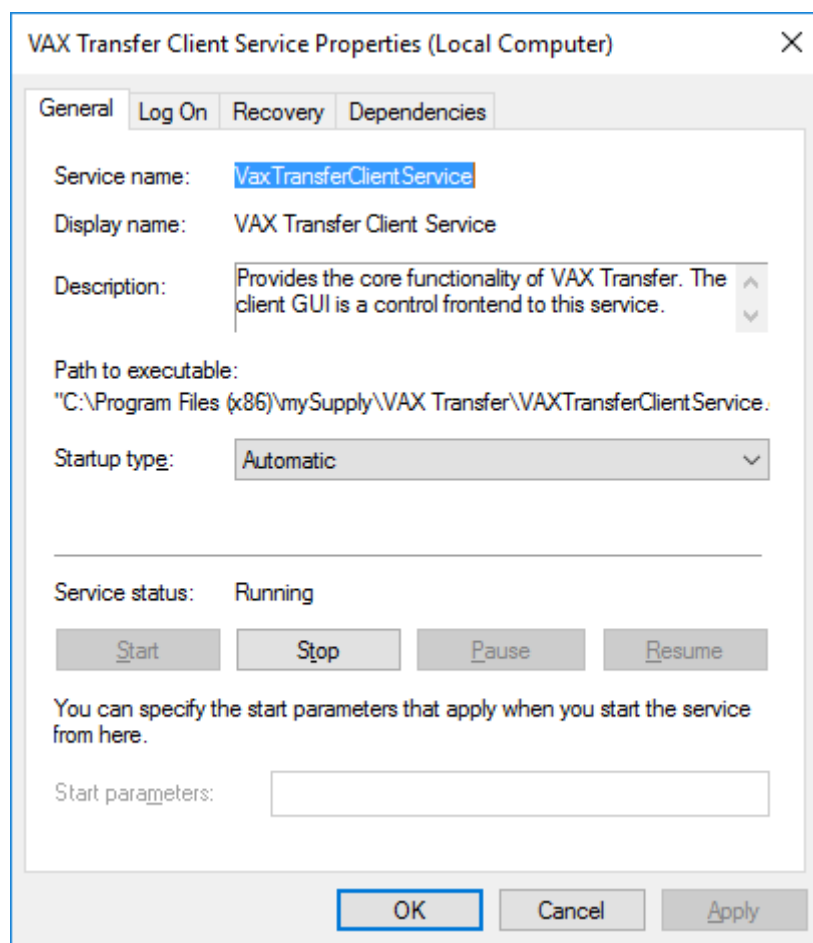 VAX Transfer Client Service Properties (Local Computer)
General Log On Recovery Dependencies
Service name: VaxTransferClientService
Display name: VAX Transfer Client Service
Description: Provides the core functionality of VAX Transfer. The
client GUI is a control frontend to this service.
Path to executable:
"C:\Program Files (x86)\mySupply\VAX Transfer\VAXTransferClientService.
Startup type: Automatic
Service status: Running
Start Stop Pause Resume
You can specify the start parameters that apply when you start the service
from here.
Start parameters:
OK Cancel Apply